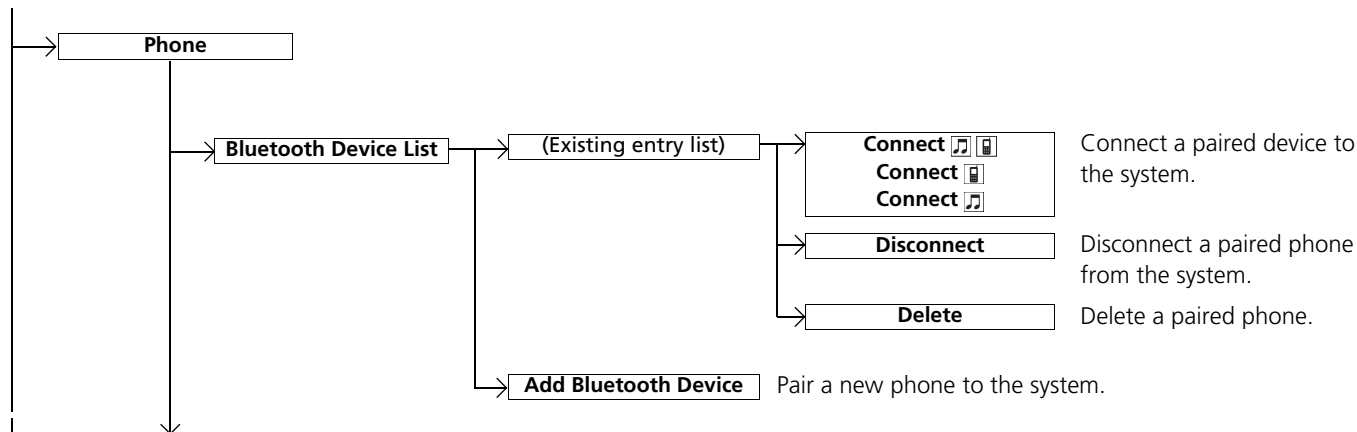 Phone
Bluetooth Device List
(Existing entry list)
Connect
Connect
Connect
Connect a paired device to
the system.
Disconnect
Disconnect a paired phone
from the system.
Delete
Delete a paired phone.
Add Bluetooth Device
Pair a new phone to the system.